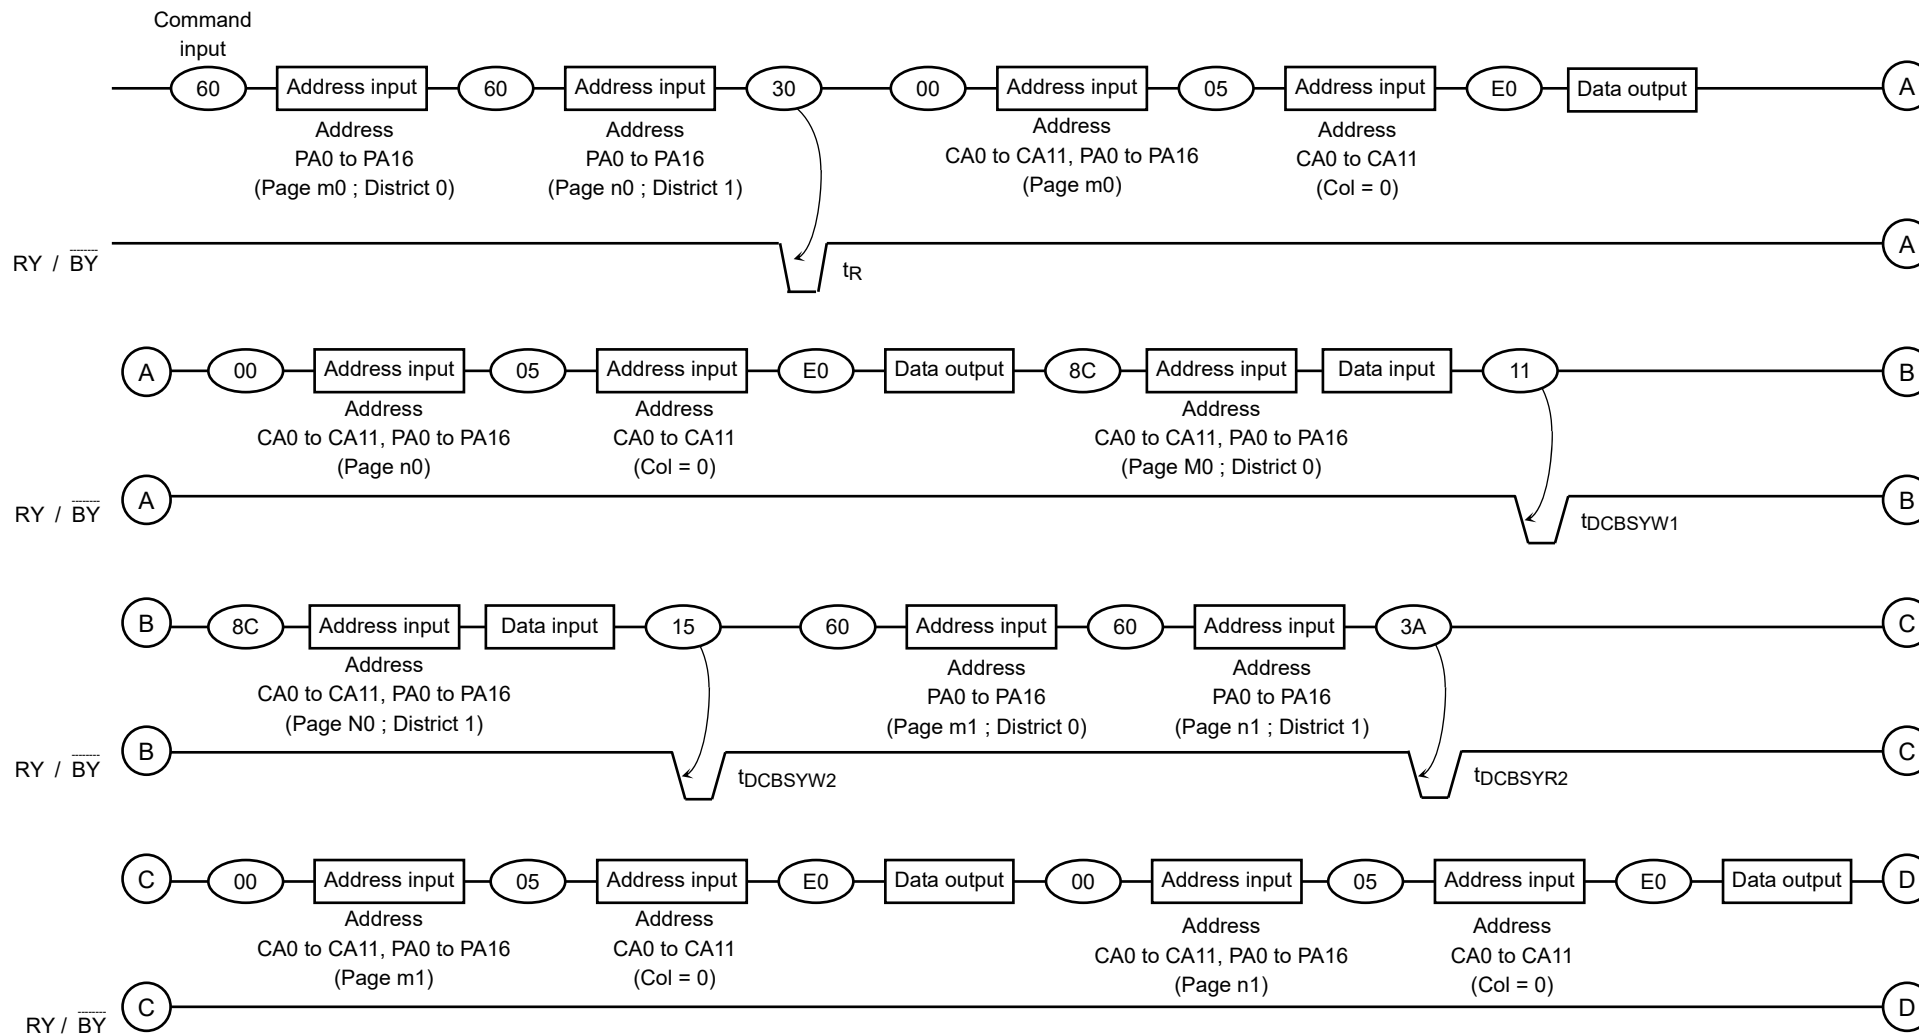 Command
input
60 Address input 60 Address input 30 00 Address input 05 Address input E0 Data output A
Address
PA0 to PA16
(Page m0 ; District 0)
Address
PA0 to PA16
(Page n0 ; District 1)
Address
CA0 to CA11, PA0 to PA16
(Page m0)
Address
CA0 to CA11
(Col = 0)
RY / BY tR A
A 00 Address input 05 Address input E0 Data output 8C Address input Data input 11 B
Address
CA0 to CA11, PA0 to PA16
(Page n0)
Address
CA0 to CA11
(Col = 0)
Address
CA0 to CA11, PA0 to PA16
(Page M0 ; District 0)
RY / BY A tDCBSYW1 B
B 8C Address input Data input 15 60 Address input 60 Address input 3A C
Address
CA0 to CA11, PA0 to PA16
(Page N0 ; District 1)
Address
PA0 to PA16
(Page m1 ; District 0)
Address
PA0 to PA16
(Page n1 ; District 1)
RY / BY B tDCBSYW2 tDCBSYR2 C
C 00 Address input 05 Address input E0 Data output 00 Address input 05 Address input E0 Data output D
Address
CA0 to CA11, PA0 to PA16
(Page m1)
Address
CA0 to CA11
(Col = 0)
Address
CA0 to CA11, PA0 to PA16
(Page n1)
Address
CA0 to CA11
(Col = 0)
RY / BY C D